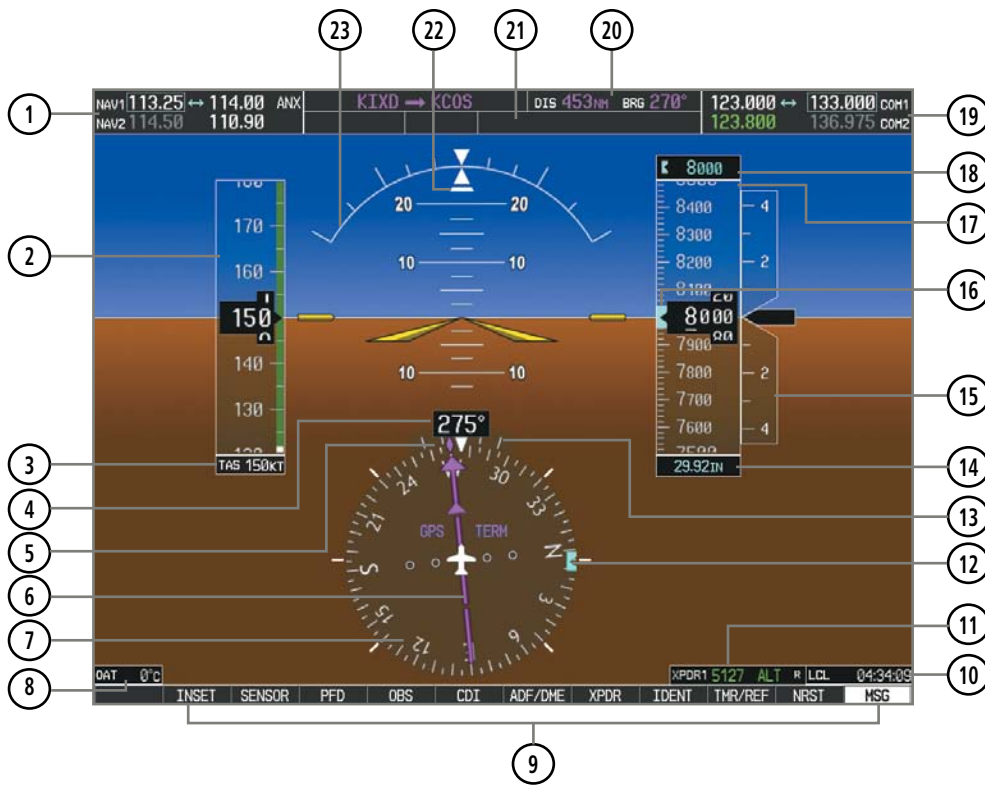 23 22 21 20
1 NAV1 113.25 ↔ 114.00 ANX KIXD → KCOS DIS 453NM BRG 270° 123.000 ↔ 133.000 COM1
NAV2 114.50 110.90 123.800 136.975 COM2 19
8000 18
20 20 8400 4 17
170 8300
2 160 10 10 8200 2
16
150 8000 20 80
140 7900
10 10 7800 2 15
130 7700
275° 7600 4
3 TAS 150KT 29.92IN 14
4 24 30 13
5 21 33
GPS TERM
S N 12
6 15 3
7 12 6 11
8 OAT 0°C XPDR1 5127 ALT R LCL 04:34:09 10
INSET SENSOR PFD OBS CDI ADF/DME XPDR IDENT TMR/REF NRST MSG
9